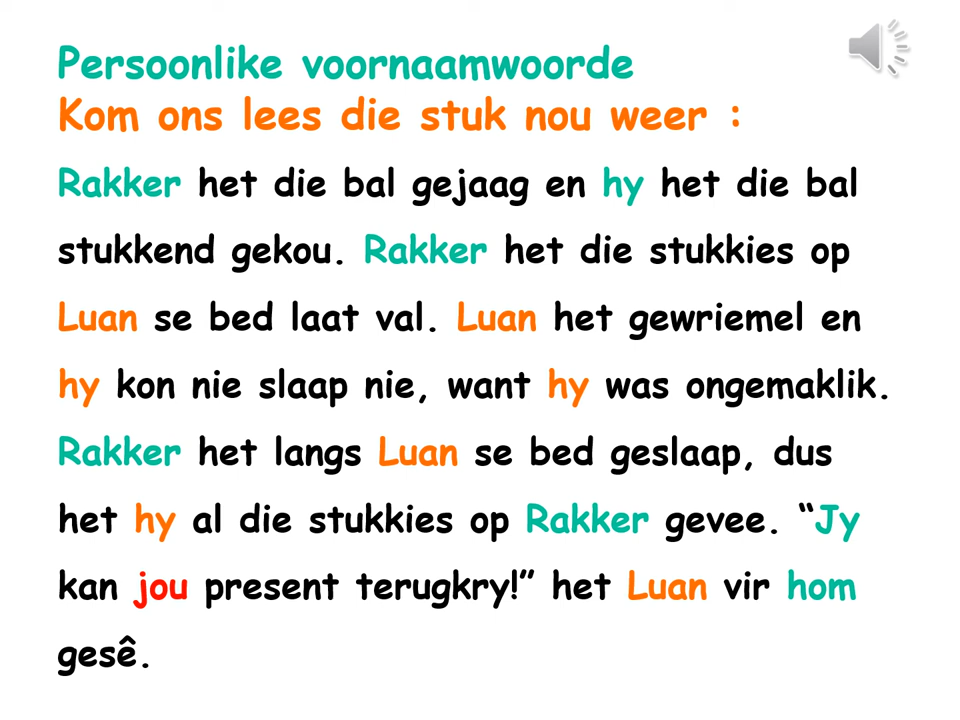 Persoonlike voornaamwoorde
Kom ons lees die stuk nou weer :
Rakker het die bal gejaag en hy het die bal
stukkend gekou. Rakker het die stukkies op
Luan se bed laat val. Luan het gewriemel en
hy kon nie slaap nie, want hy was ongemaklik.
Rakker het langs Luan se bed geslaap, dus
het hy al die stukkies op Rakker gevee. “Jy
kan jou present terugkry!” het Luan vir hom
gesê.